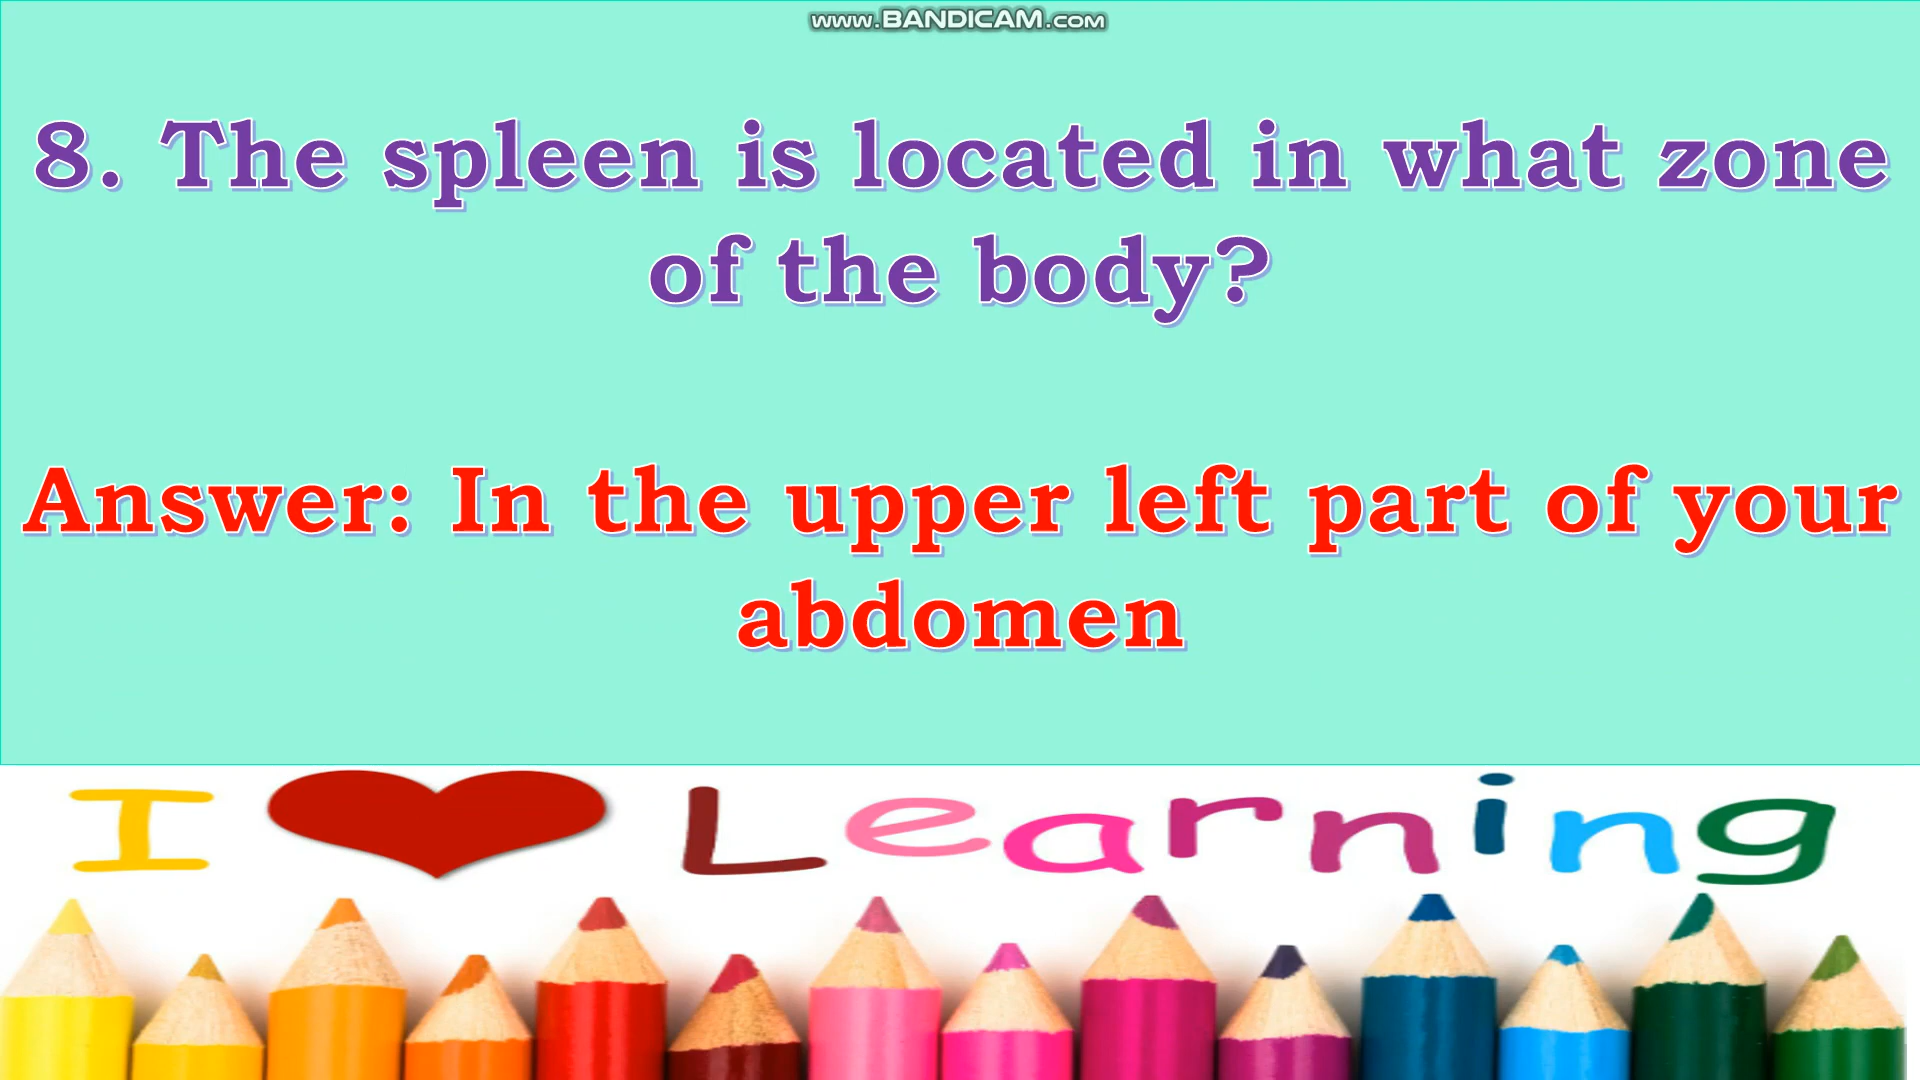 www.BANDICAM.com
8. The spleen is located in what zone
of the body?
Answer: In the upper left part of your
abdomen
I Learning